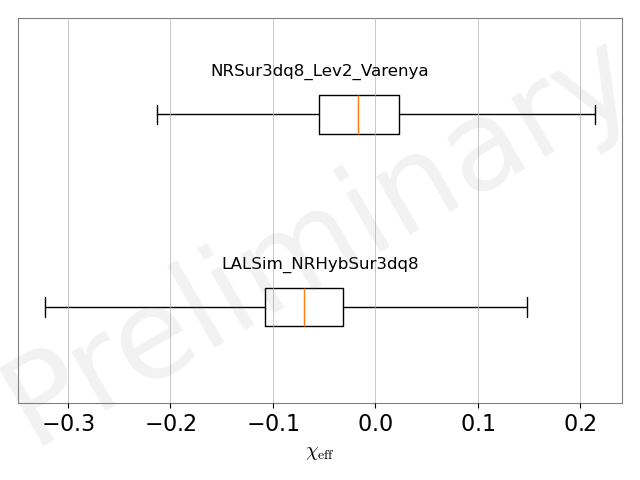 NRSur3dq8_Lev2_Varenya
LALSim_NRHybSur3dq8
Preliminary
−0.3 −0.2 −0.1 0.0 0.1 0.2
χeff